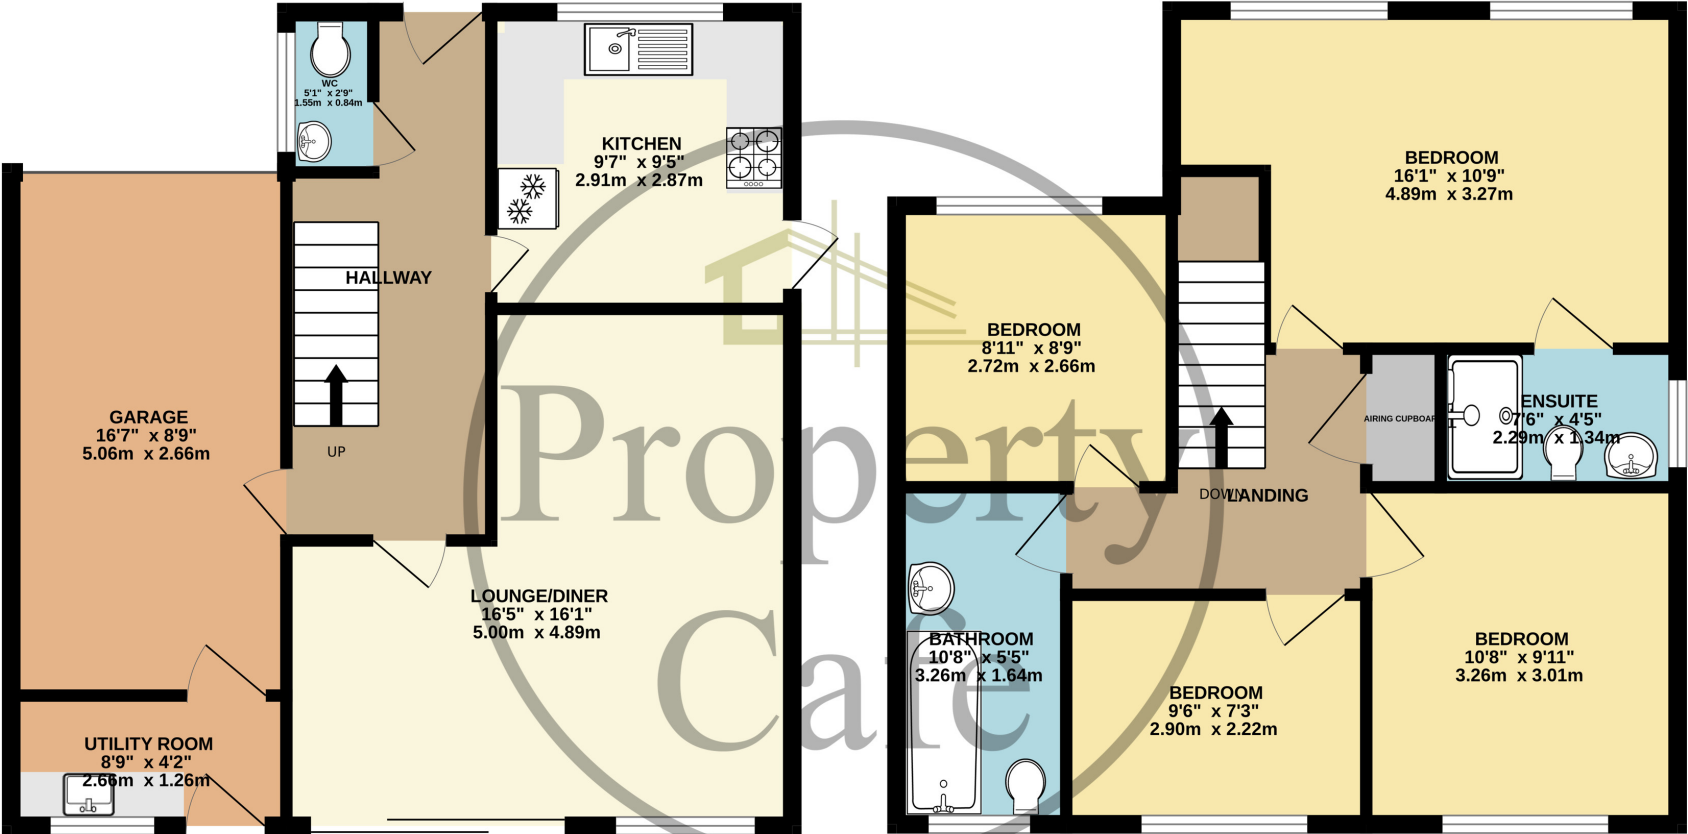 WC
5'1" x 2'9"
1.55m x 0.84m
KITCHEN
9'7" x 9'5"
2.91m x 2.87m
HALLWAY
GARAGE
16'7" x 8'9"
5.06m x 2.66m
UP
LOUNGE/DINER
16'5" x 16'1"
5.00m x 4.89m
UTILITY ROOM
8'9" x 4'2"
2.66m x 1.26m
BEDROOM
16'1" x 10'9"
4.89m x 3.27m
BEDROOM
8'11" x 8'9"
2.72m x 2.66m
AIRING CUPBOAR
ENSUITE
7'6" x 4'5"
2.29m x 1.34m
DOWN
LANDING
BATHROOM
10'8" x 5'5"
3.26m x 1.64m
BEDROOM
9'6" x 7'3"
2.90m x 2.22m
BEDROOM
10'8" x 9'11"
3.26m x 3.01m
Property
Cafe